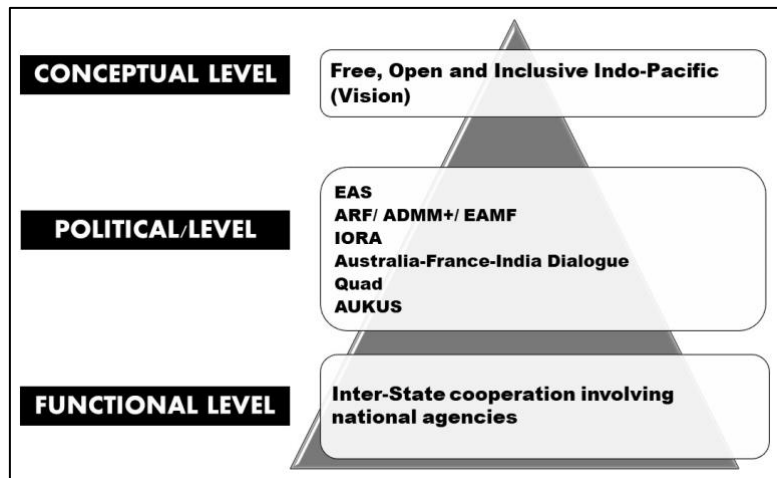 CONCEPTUAL LEVEL
Free, Open and Inclusive Indo-Pacific
(Vision)
POLITICAL/LEVEL
EAS
ARF/ ADMM+/ EAMF
IORA
Australia-France-India Dialogue
Quad
AUKUS
FUNCTIONAL LEVEL
Inter-State cooperation involving
national agencies